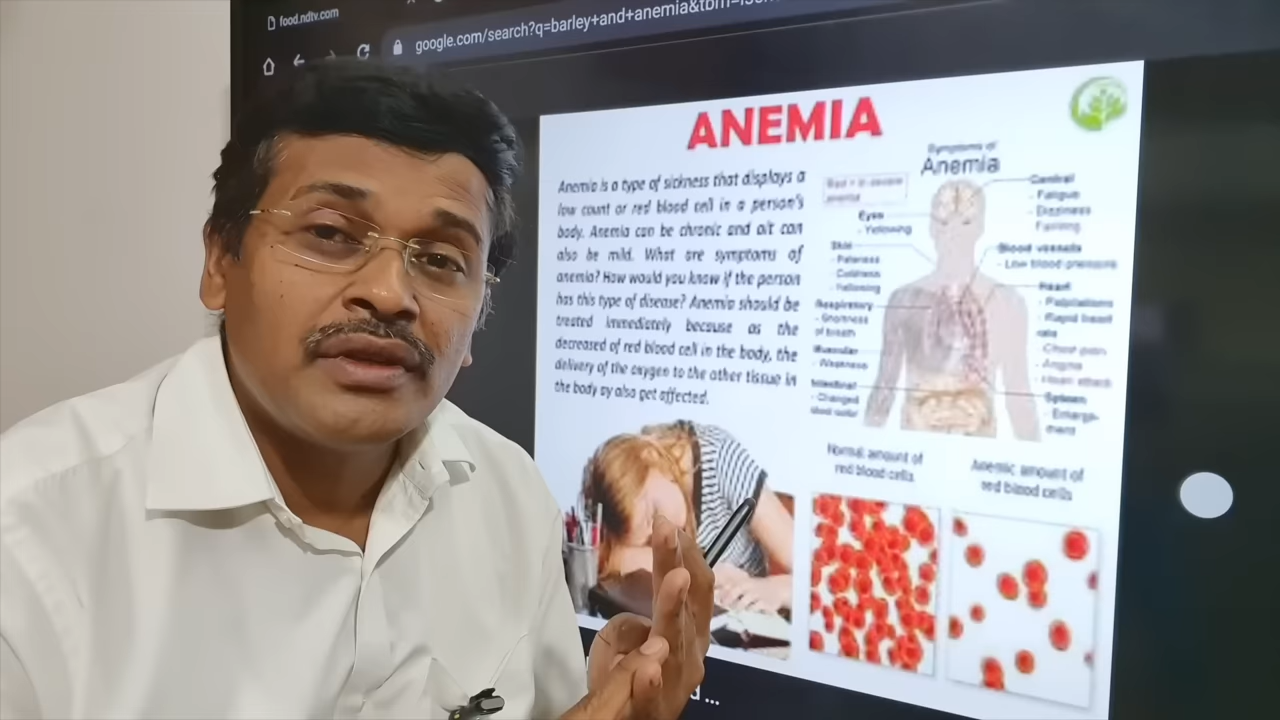 food.ndtv.com
google.com/search?q=barley+and+anemia&tbm=
ANEMIA
Anemia is a type of sickness that displays a
low count or red blood cell in a person's
body. Anemia can be chronic and oit can
also be mild. What are symptoms of
anemia? How would you know if the person
has this type of disease? Anemia should be
treated immediately because as the
decreased of red blood cell in the body, the
delivery of the oxygen to the other tissue in
the body ay also get affected.
Symptoms of
Anemia
Red = In severe
anemia
Central
- Fatigue
- Dizziness
- Fainting
Eyes
- Yellowing
Skin
- Paleness
- Coldness
- Yellowing
Blood vessels
- Low blood pressure
Respiratory
- Shortness
of breath
Heart
- Palpitations
- Rapid heart
rate
- Chest pain
- Angina
- Heart attack
Muscular
- Weakness
Intestinal
- Changed
stool color
Spleen
- Enlarge-
ment
Normal amount of
red blood cells
Anemic amount of
red blood cells
...